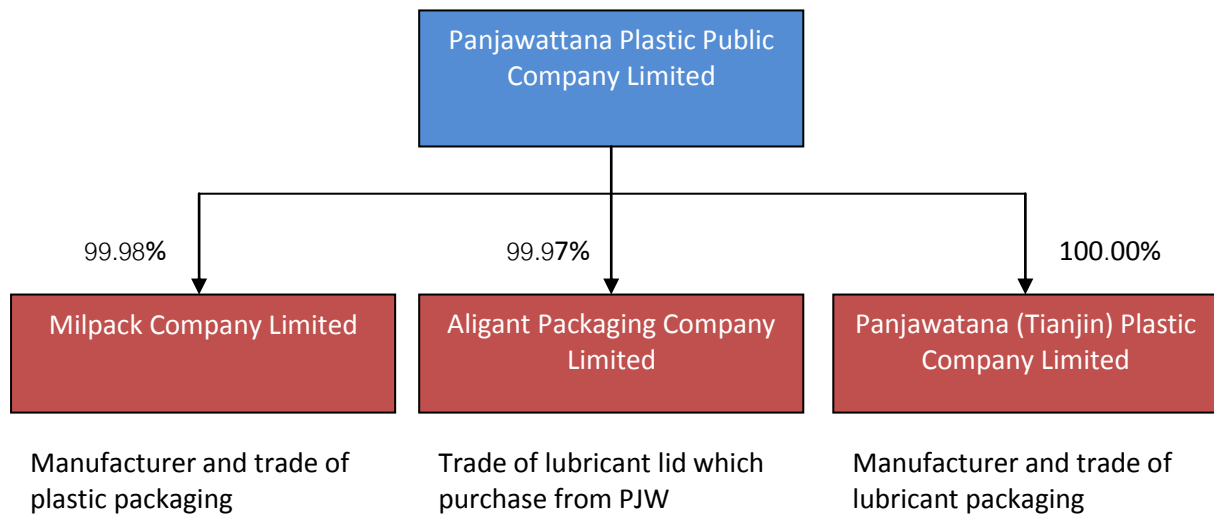 Panjawattana Plastic Public
Company Limited
99.98%
99.97%
100.00%
Milpack Company Limited
Aligant Packaging Company
Limited
Panjawatana (Tianjin) Plastic
Company Limited
Manufacturer and trade of
plastic packaging
Trade of lubricant lid which
purchase from PJW
Manufacturer and trade of
lubricant packaging